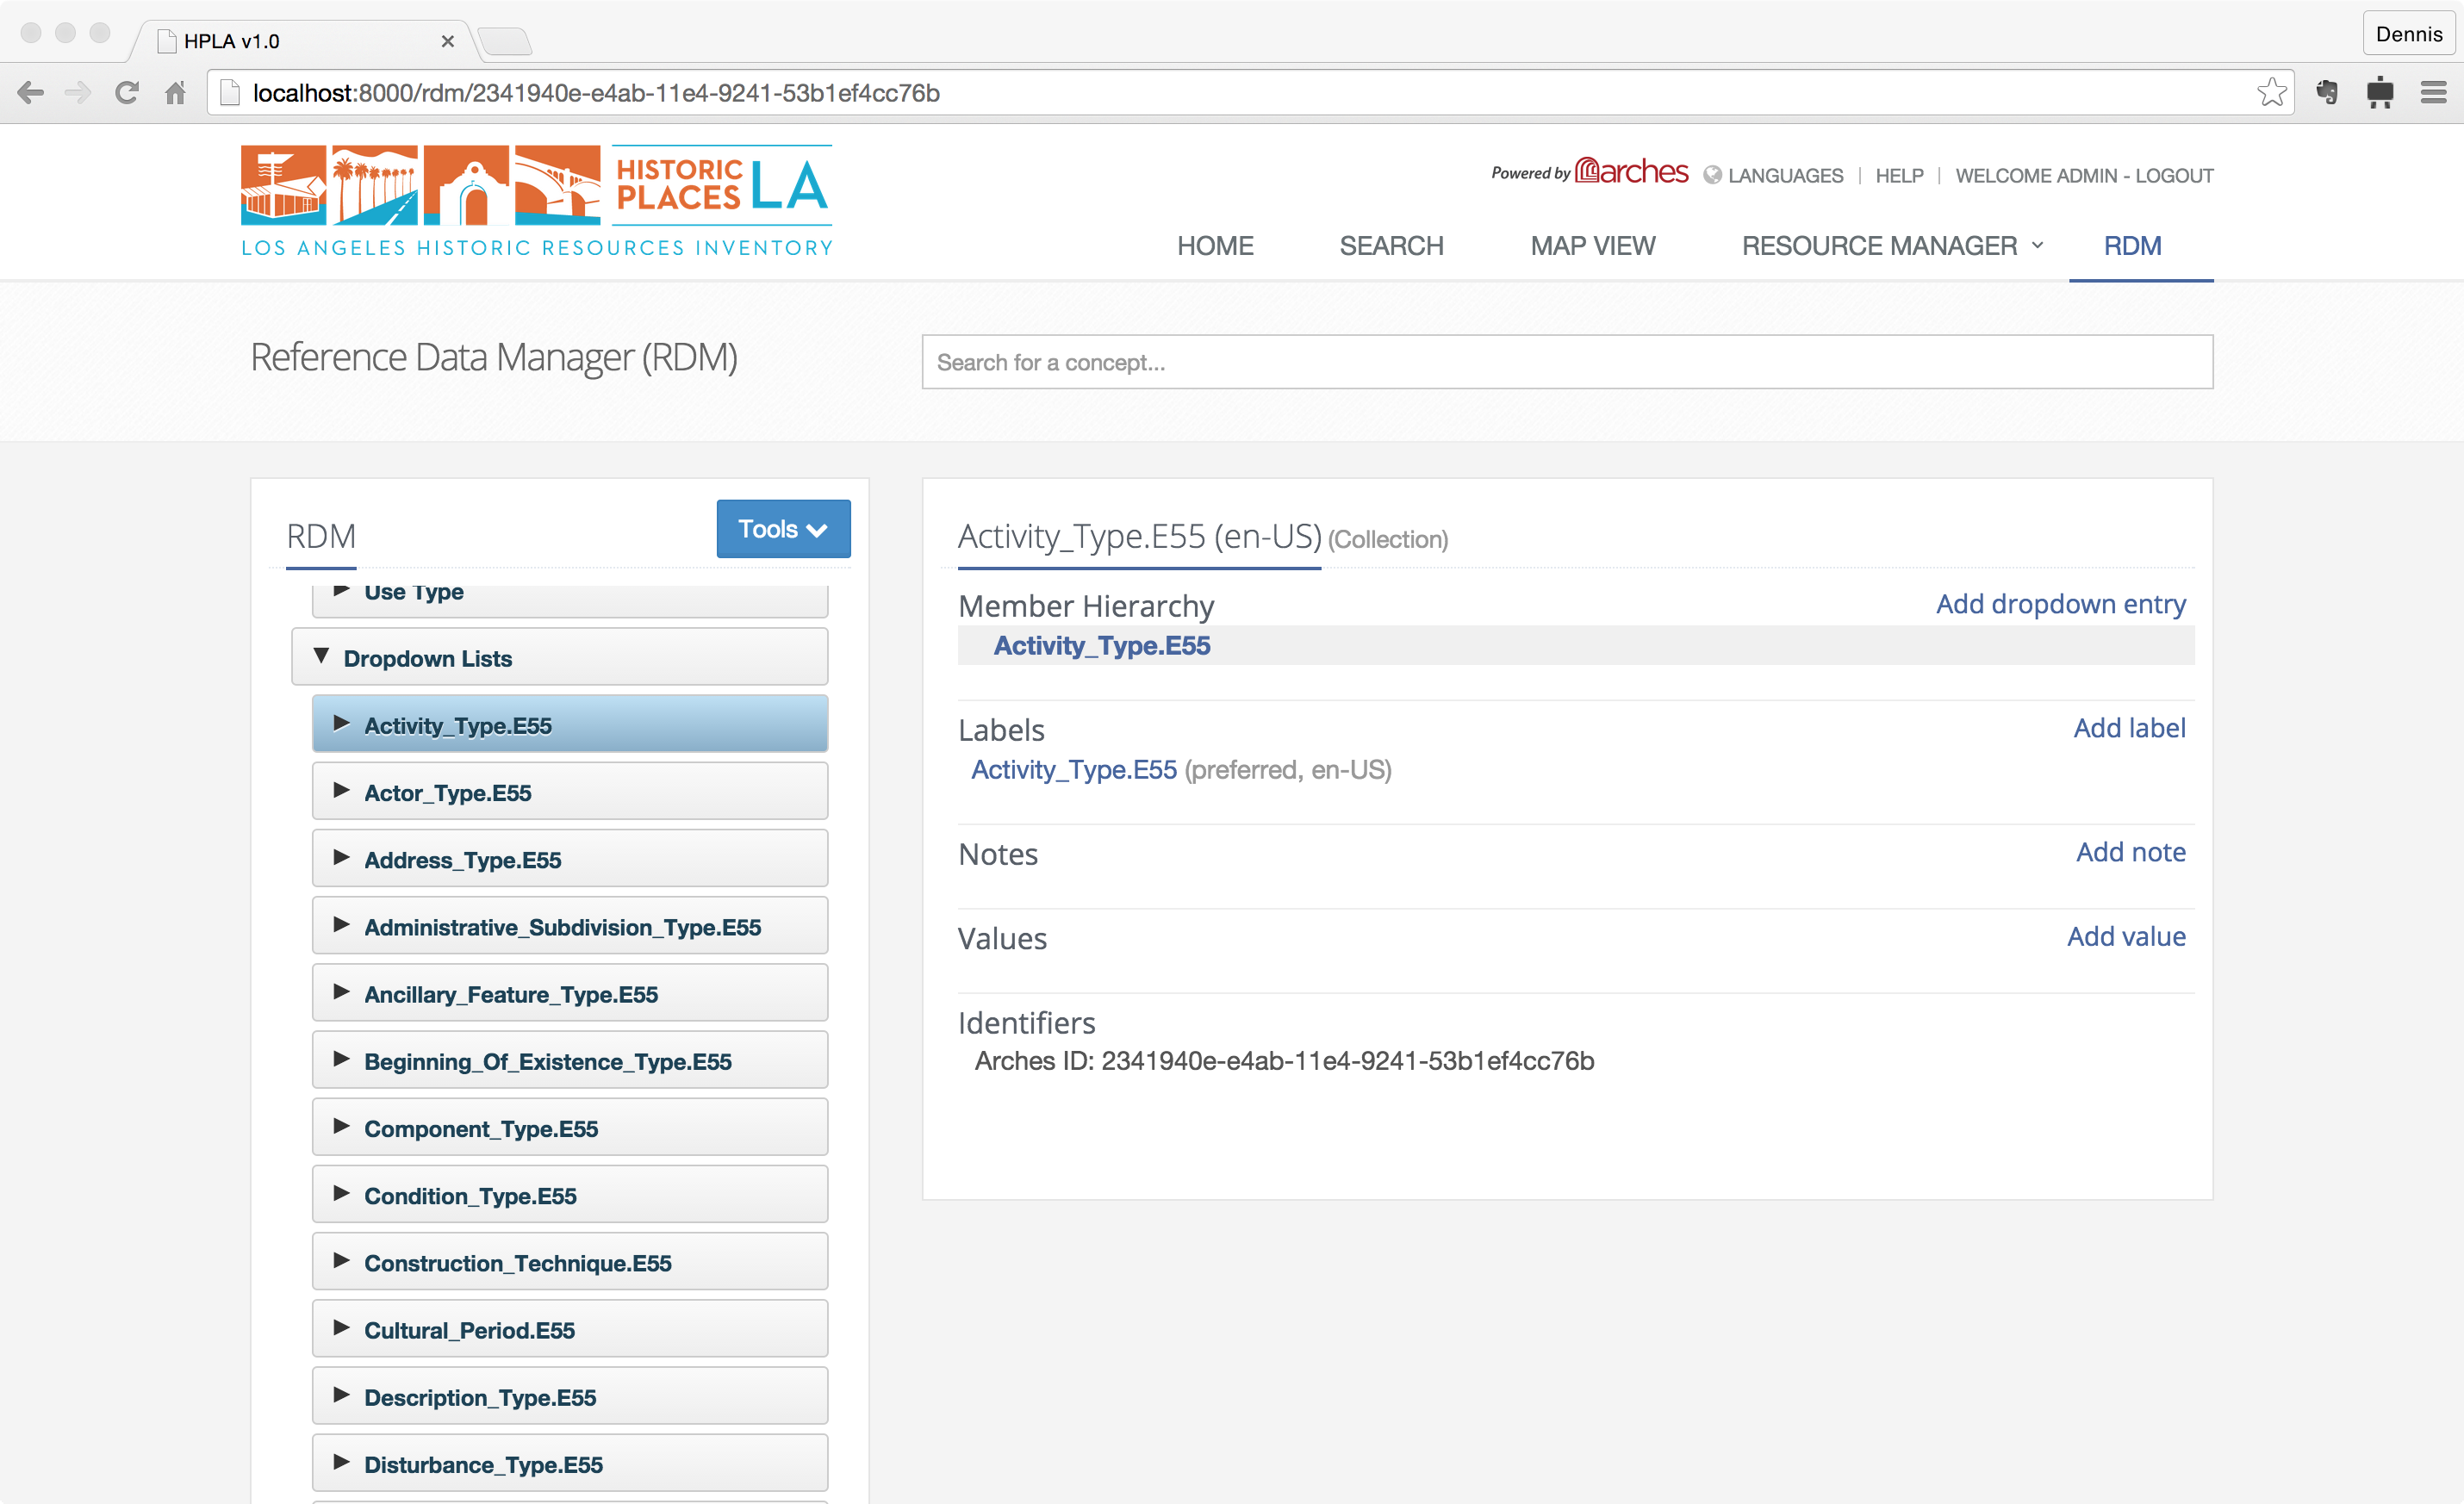 HPLA v1.0
Dennis
localhost:8000/rdm/2341940e-e4ab-11e4-9241-53b1ef4cc76b
HISTORIC PLACES LA
LOS ANGELES HISTORIC RESOURCES INVENTORY
Powered by arches LANGUAGES | HELP | WELCOME ADMIN - LOGOUT
HOME SEARCH MAP VIEW RESOURCE MANAGER RDM
Reference Data Manager (RDM)
Search for a concept...
RDM
Tools
Use Type
Dropdown Lists
Activity_Type.E55
Actor_Type.E55
Address_Type.E55
Administrative_Subdivision_Type.E55
Ancillary_Feature_Type.E55
Beginning_Of_Existence_Type.E55
Component_Type.E55
Condition_Type.E55
Construction_Technique.E55
Cultural_Period.E55
Description_Type.E55
Disturbance_Type.E55
Activity_Type.E55 (en-US) (Collection)
Member Hierarchy Add dropdown entry
Activity_Type.E55
Labels Add label
Activity_Type.E55 (preferred, en-US)
Notes Add note
Values Add value
Identifiers
Arches ID: 2341940e-e4ab-11e4-9241-53b1ef4cc76b